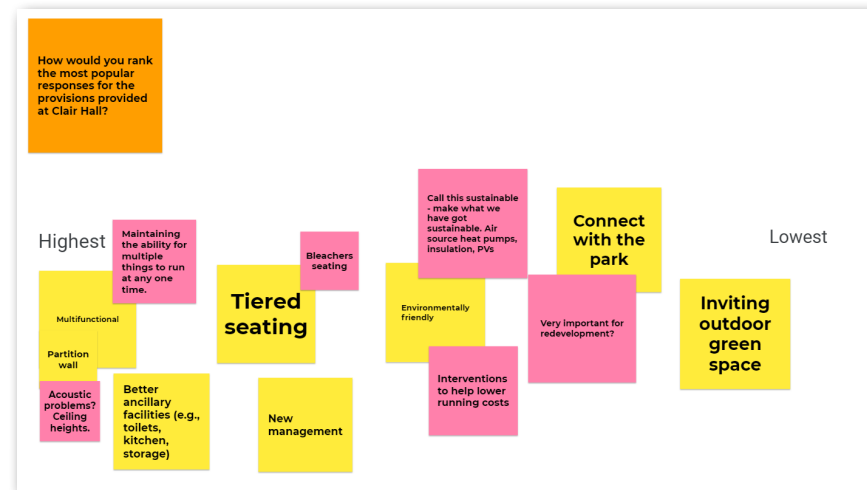 How would you rank
the most popular
responses for the
provisions provided
at Clair Hall?
Highest
Maintaining
the ability for
multiple
things to run
at any one
time.
Multifunctional
Partition
wall
Acoustic
problems?
Ceiling
heights.
Better
ancillary
facilities (e.g.,
toilets,
kitchen,
storage)
Tiered
seating
Bleachers
seating
New
management
Call this sustainable
- make what we
have got
sustainable. Air
source heat pumps,
insulation, PVs
Environmentally
friendly
Interventions
to help lower
running costs
Connect
with the
park
Very important for
redevelopment?
Lowest
Inviting
outdoor
green
space